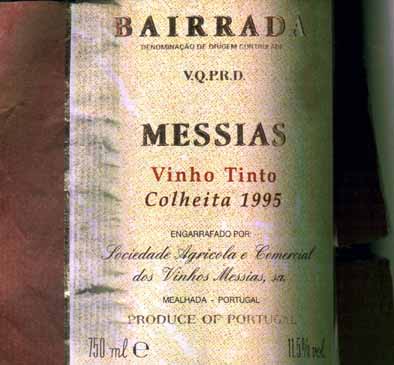 BAIRRADA
DENOMINAÇÃO DE ORIGEM CONTROLADA
V.Q.P.R.D.
MESSIAS
Vinho Tinto
Colheita 1995
ENGARRAFADO POR:
Sociedade Agricola e Comercial
dos Vinhos Messias, sa.
MEALHADA - PORTUGAL
PRODUCE OF PORTUGAL
750 ml e 11.5% vol.